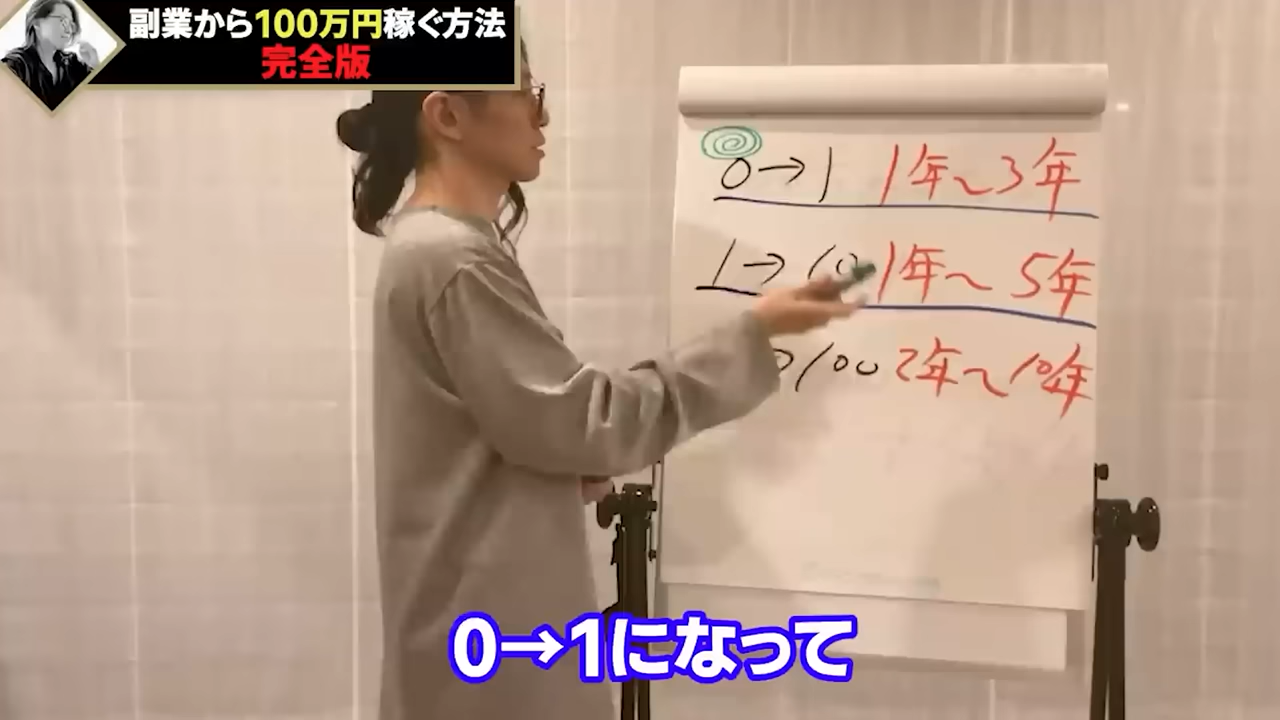 副業から100万円稼ぐ方法
完全版
0→1 1年〜3年
1→10 1年〜5年
100 2年〜10年
0→1になって